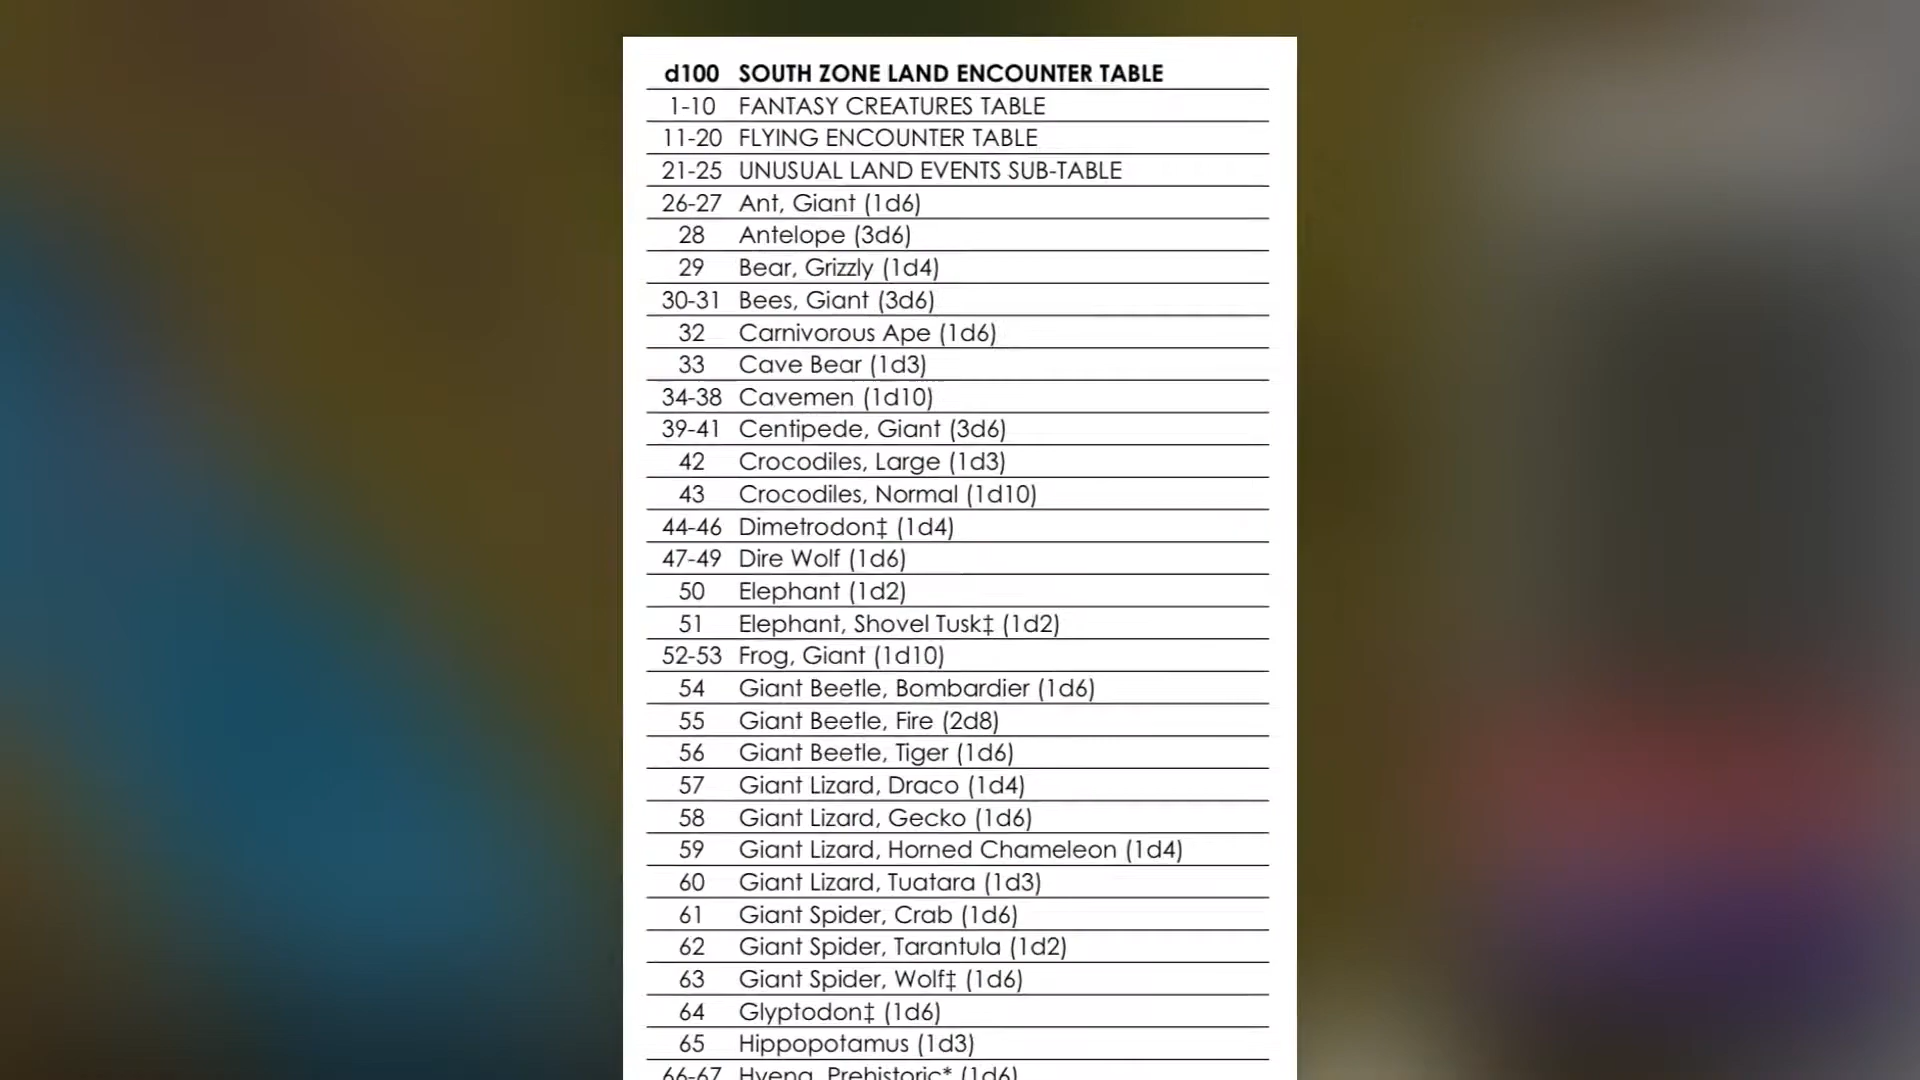 d100 SOUTH ZONE LAND ENCOUNTER TABLE
1-10 FANTASY CREATURES TABLE
11-20 FLYING ENCOUNTER TABLE
21-25 UNUSUAL LAND EVENTS SUB-TABLE
26-27 Ant, Giant (1d6)
28 Antelope (3d6)
29 Bear, Grizzly (1d4)
30-31 Bees, Giant (3d6)
32 Carnivorous Ape (1d6)
33 Cave Bear (1d3)
34-38 Cavemen (1d10)
39-41 Centipede, Giant (3d6)
42 Crocodiles, Large (1d3)
43 Crocodiles, Normal (1d10)
44-46 Dimetrodon‡ (1d4)
47-49 Dire Wolf (1d6)
50 Elephant (1d2)
51 Elephant, Shovel Tusk‡ (1d2)
52-53 Frog, Giant (1d10)
54 Giant Beetle, Bombardier (1d6)
55 Giant Beetle, Fire (2d8)
56 Giant Beetle, Tiger (1d6)
57 Giant Lizard, Draco (1d4)
58 Giant Lizard, Gecko (1d6)
59 Giant Lizard, Horned Chameleon (1d4)
60 Giant Lizard, Tuatara (1d3)
61 Giant Spider, Crab (1d6)
62 Giant Spider, Tarantula (1d2)
63 Giant Spider, Wolf‡ (1d6)
64 Glyptodon‡ (1d6)
65 Hippopotamus (1d3)
66-67 Hyena, Prehistoric* (1d6)